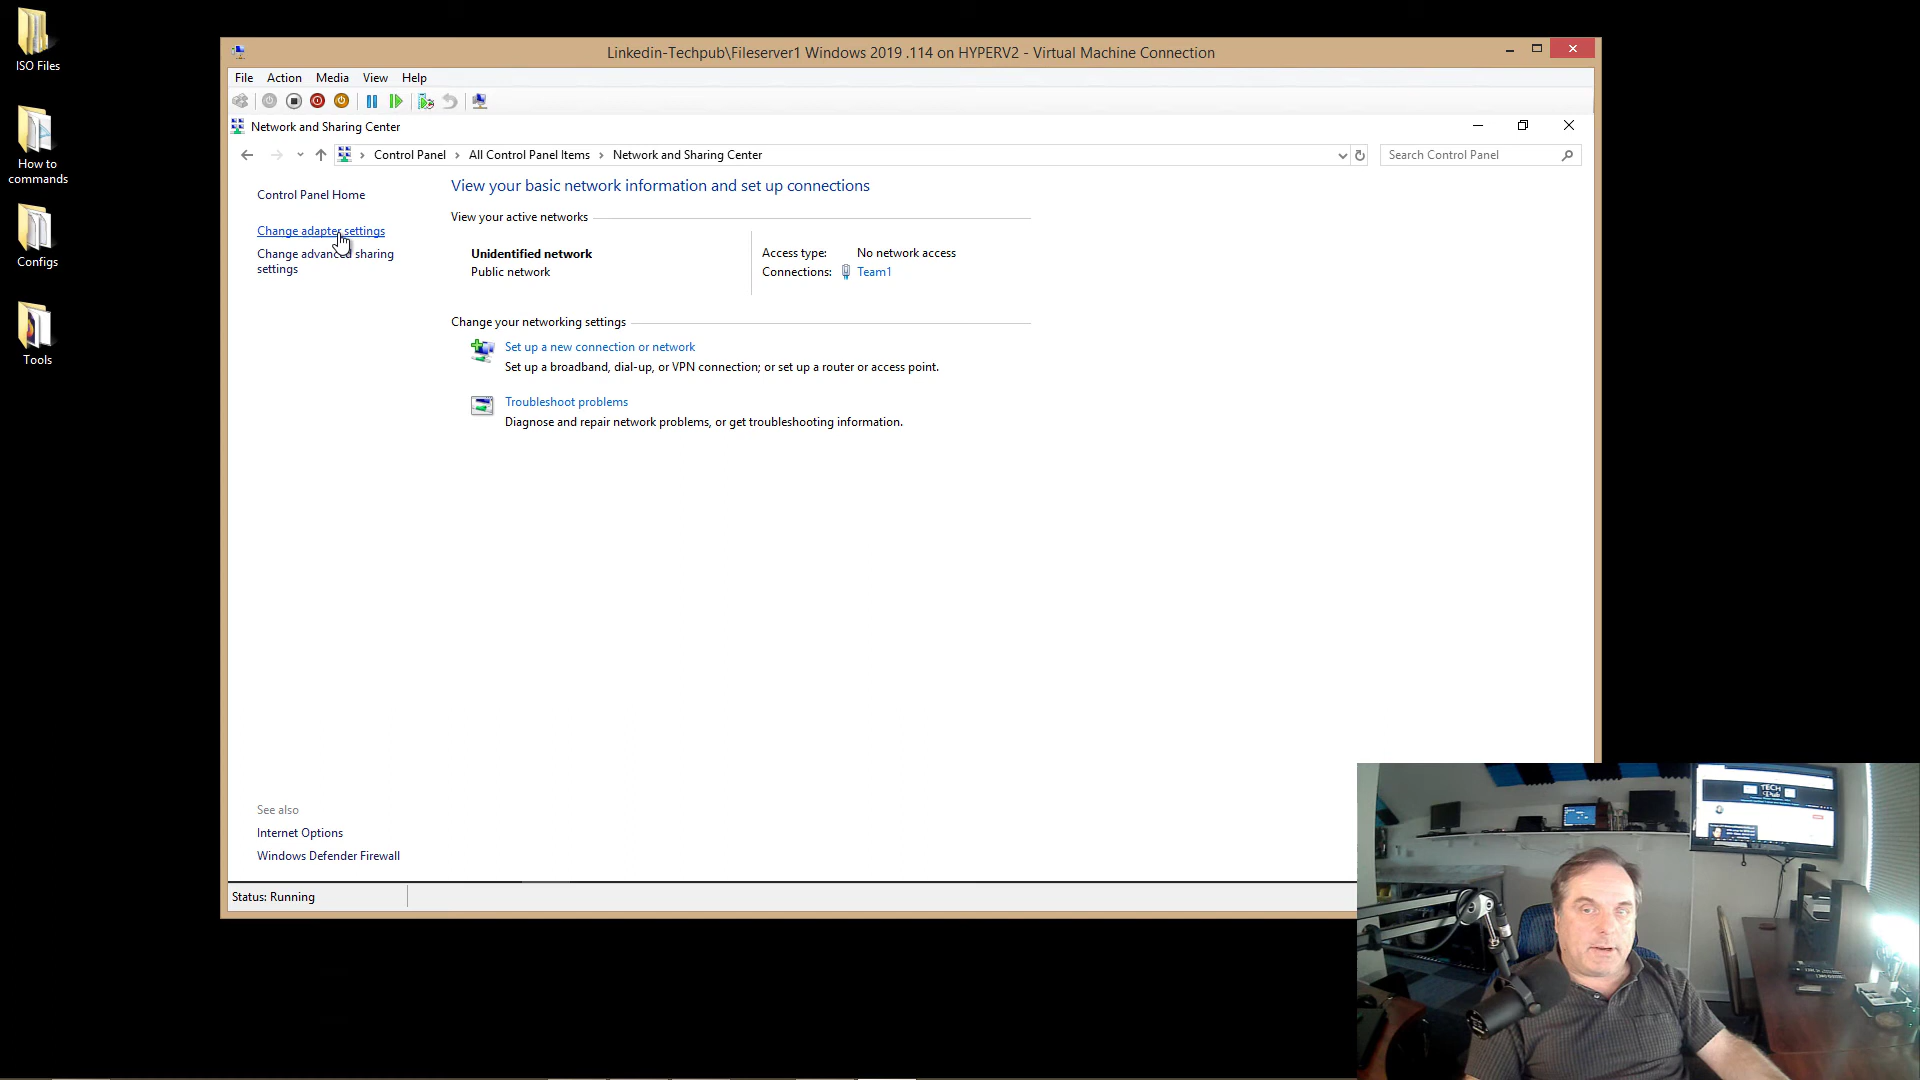 ISO Files
How to
commands
Configs
Tools
Linkedin-Techpub\Fileserver1 Windows 2019 .114 on HYPERV2 - Virtual Machine Connection
File Action Media View Help
Network and Sharing Center
Control Panel > All Control Panel Items > Network and Sharing Center
Search Control Panel
Control Panel Home
Change adapter settings
Change advanced sharing
settings
View your basic network information and set up connections
View your active networks
Unidentified network
Public network
Access type: No network access
Connections: Team1
Change your networking settings
Set up a new connection or network
Set up a broadband, dial-up, or VPN connection; or set up a router or access point.
Troubleshoot problems
Diagnose and repair network problems, or get troubleshooting information.
See also
Internet Options
Windows Defender Firewall
Status: Running
TECH